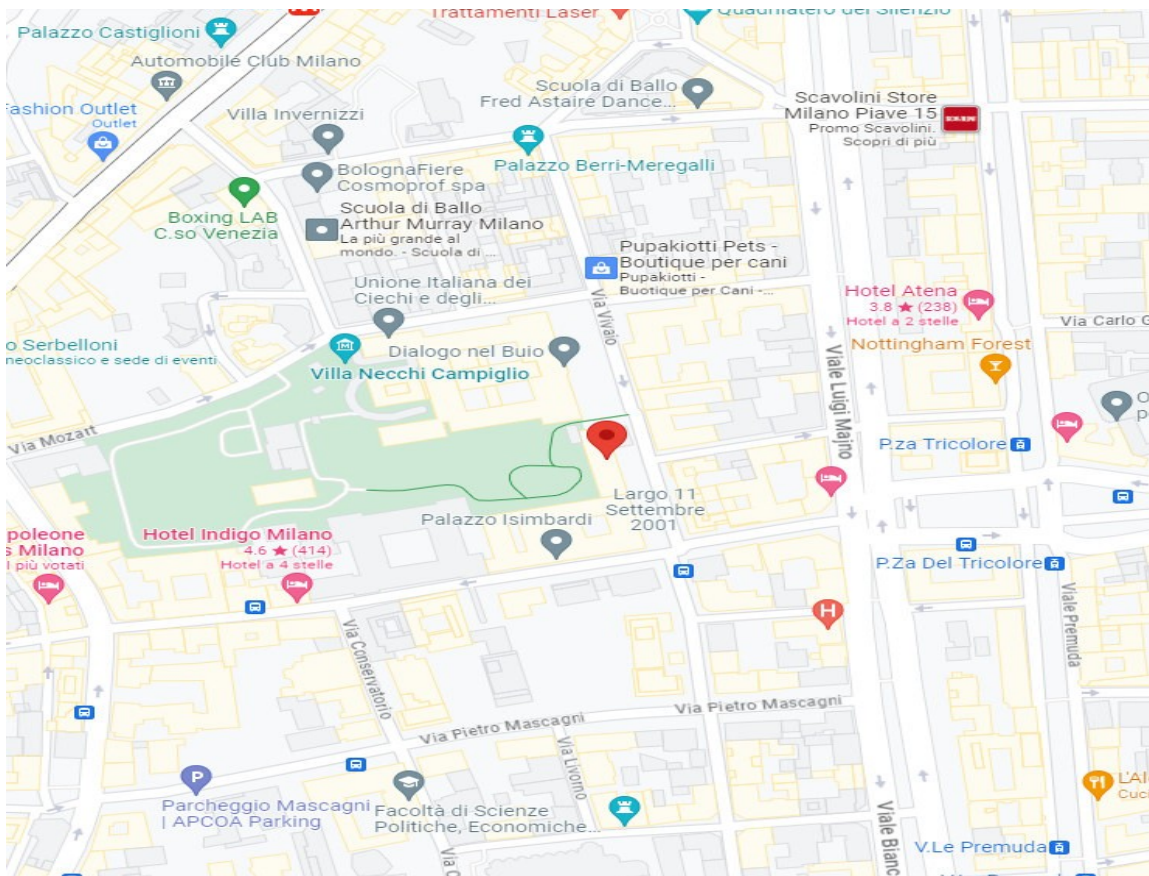 Trattamenti Laser
Quadrilatero del Silenzio
Palazzo Castiglioni
Automobile Club Milano
Fashion Outlet
Outlet
Villa Invernizzi
Scuola di Ballo
Fred Astaire Dance...
Scavolini Store
Milano Piave 15
Promo Scavolini.
Scopri di più
BolognaFiere
Cosmoprof spa
Palazzo Berri-Meregalli
Boxing LAB
C.so Venezia
Scuola di Ballo
Arthur Murray Milano
La più grande al
mondo. - Scuola di ...
Pupakiotti Pets -
Boutique per cani
Pupakiotti -
Buotique per Cani -...
Unione Italiana dei
Ciechi e degli...
Via Vivaio
Hotel Atena
3.8 ★ (238)
Hotel a 2 stelle
Via Carlo G
o Serbelloni
neoclassico e sede di eventi
Dialogo nel Buio
Nottingham Forest
Villa Necchi Campiglio
Viale Luigi Majno
Via Mozart
P.za Tricolore
Largo 11
Settembre
2001
Palazzo Isimbardi
poleone
s Milano
I più votati
Hotel Indigo Milano
4.6 ★ (414)
Hotel a 4 stelle
P.Za Del Tricolore
H
Viale Premuda
Via Conservatorio
Via Pietro Mascagni
Via Pietro Mascagni
Via Livorno
P
Parcheggio Mascagni
| APCOA Parking
Facoltà di Scienze
Politiche, Economiche...
L'Al
Cuci
Viale Bianc
V.Le Premuda
Via C